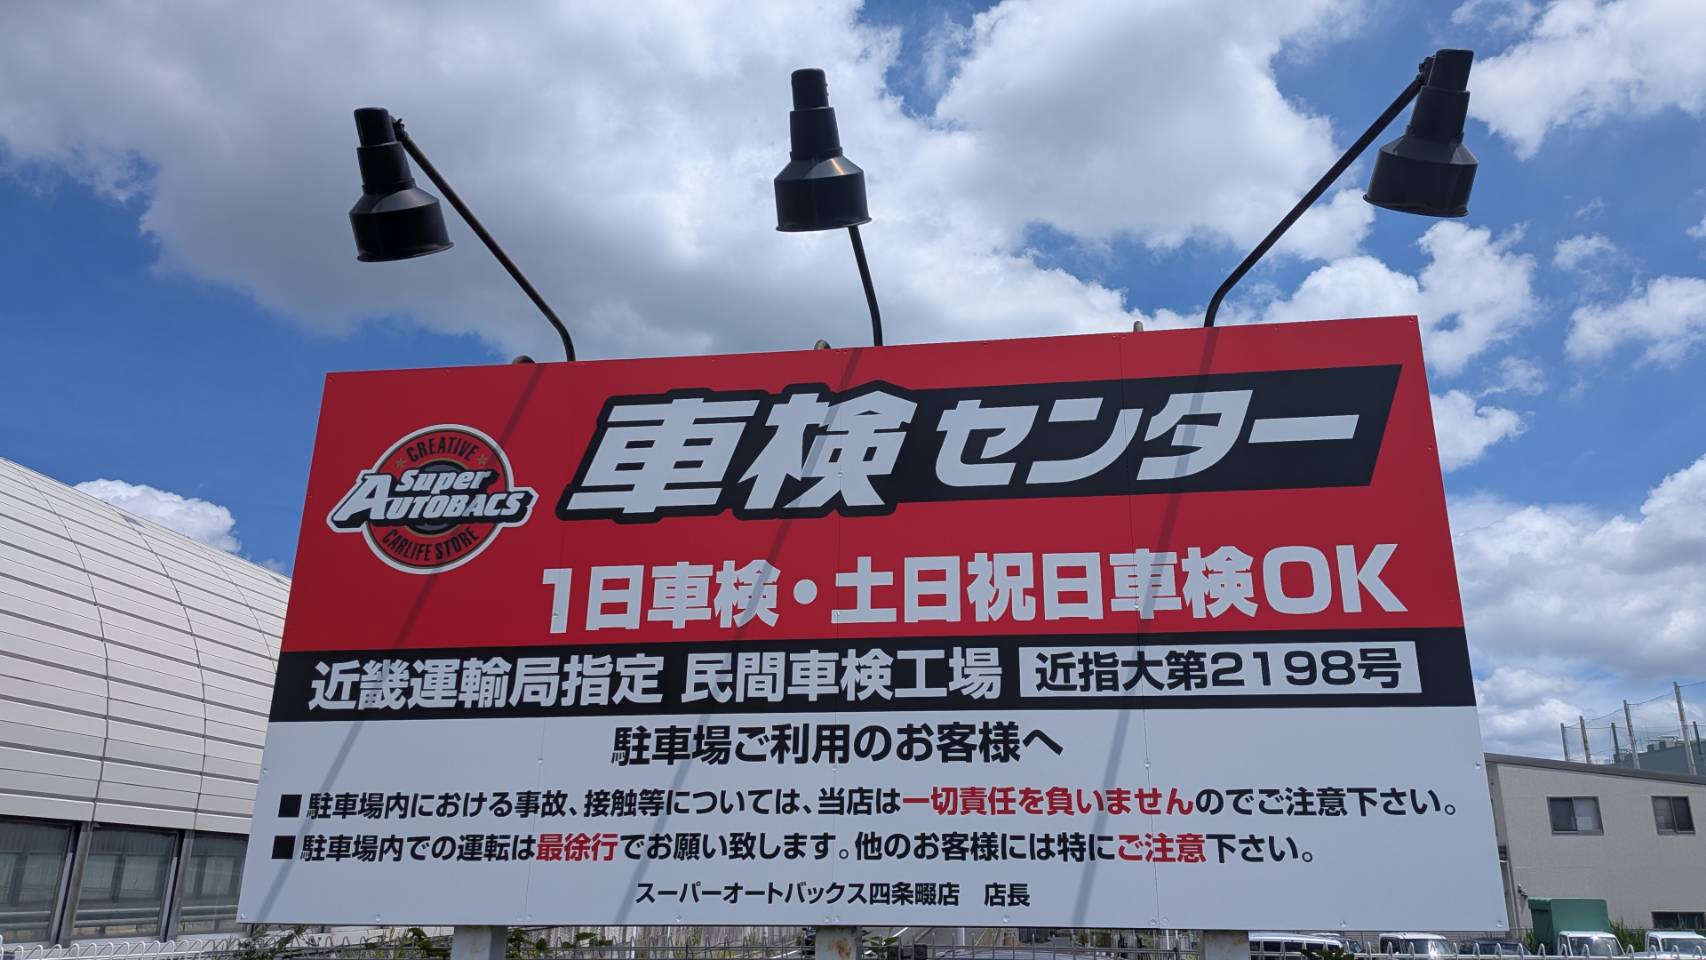 CREATIVE
Super
AUTOBACS
CARLIFE STORE
車検センター
1日車検・土日祝日車検OK
近畿運輸局指定 民間車検工場 近指大第2198号
駐車場ご利用のお客様へ
■駐車場内における事故、接触等については、当店は一切責任を負いませんのでご注意下さい。
■駐車場内での運転は最徐行でお願い致します。他のお客様には特にご注意下さい。
スーパーオートバックス四条畷店 店長